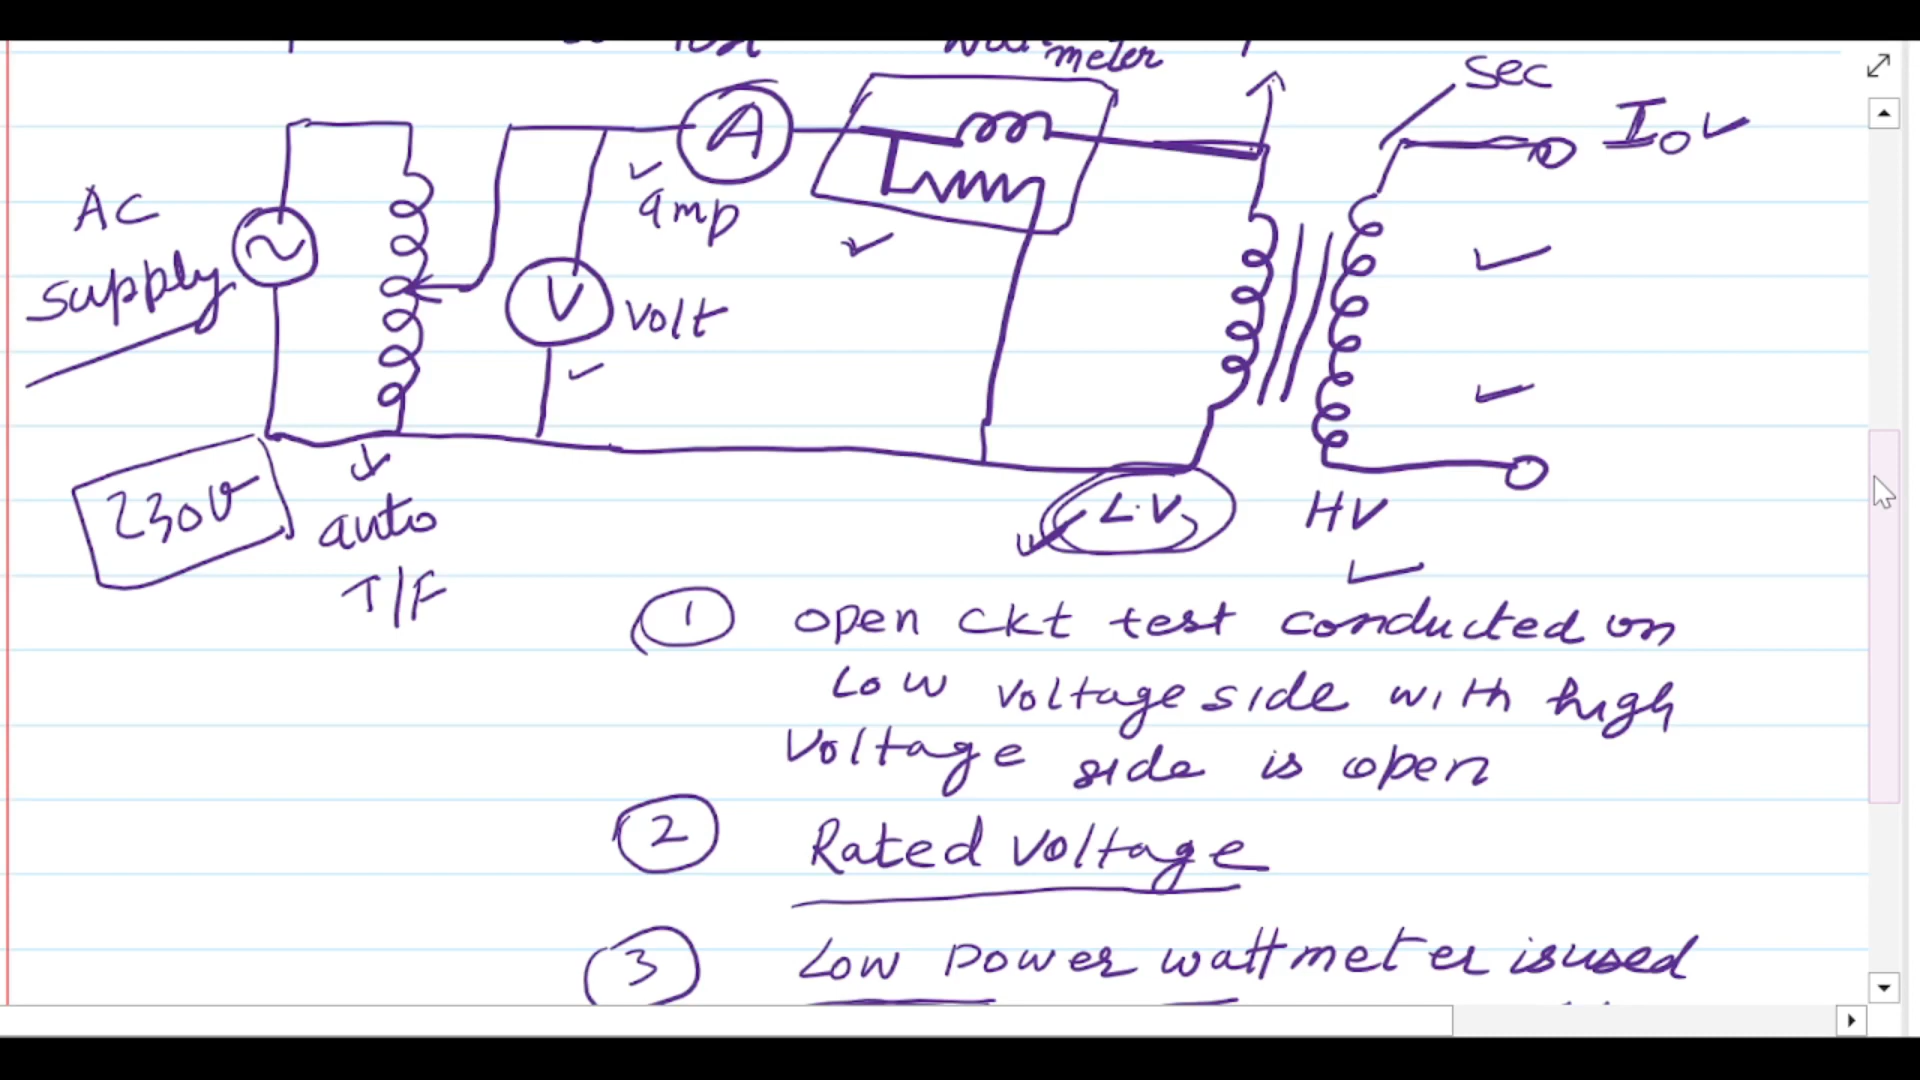 meter
Sec
I₀
A
AC
supply
amp
V
volt
230V
auto
T/F
L.V
HV
1 open ckt test conducted on
Low voltage side with high
voltage side is open
2 Rated voltage
3 Low power wattmeter is used